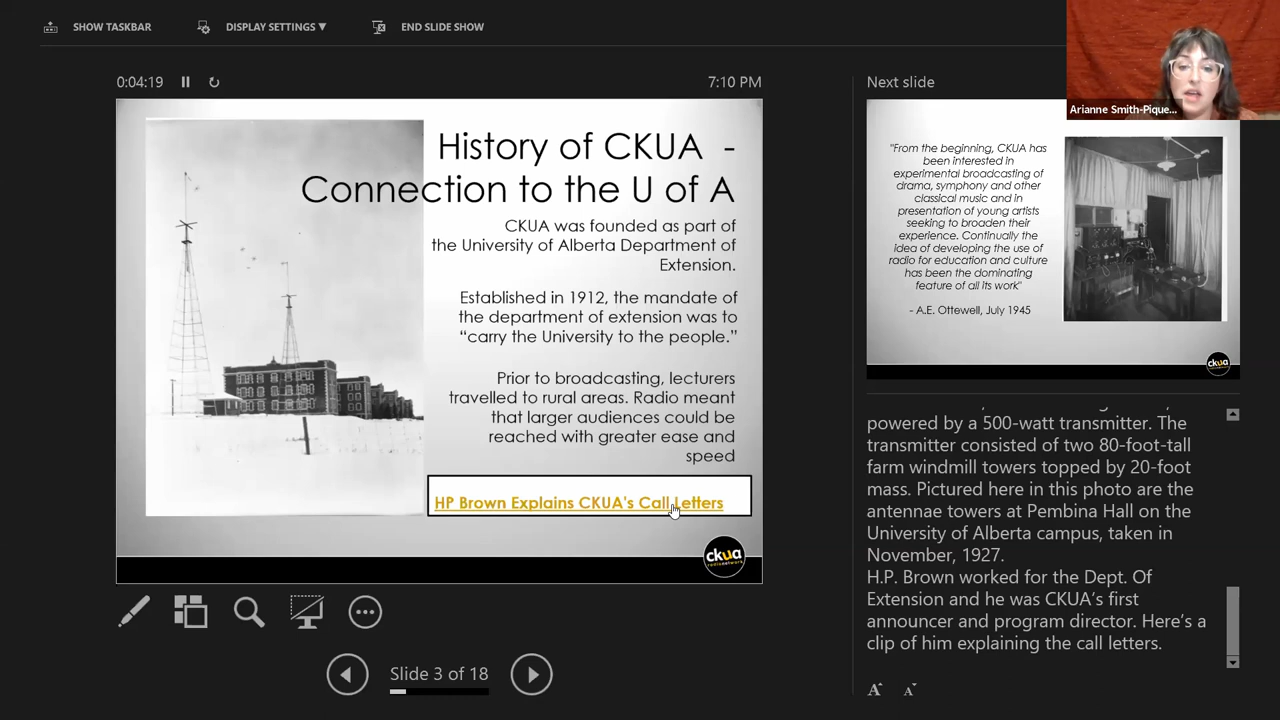 SHOW TASKBAR
DISPLAY SETTINGS ▼
END SLIDE SHOW
0:04:19
7:10 PM
History of CKUA -
Connection to the U of A
CKUA was founded as part of
the University of Alberta Department of
Extension.
Established in 1912, the mandate of
the department of extension was to
“carry the University to the people.”
Prior to broadcasting, lecturers
travelled to rural areas. Radio meant
that larger audiences could be
reached with greater ease and
speed
HP Brown Explains CKUA's Call Letters
ckua
radio network
Slide 3 of 18
Next slide
Arianne Smith-Pique...
"From the beginning, CKUA has
been interested in
experimental broadcasting of
drama, symphony and other
classical music and in
presentation of young artists
seeking to broaden their
experience. Continually the
idea of developing the use of
radio for education and culture
has been the dominating
feature of all its work"
- A.E. Ottewell, July 1945
ckua
powered by a 500-watt transmitter. The
transmitter consisted of two 80-foot-tall
farm windmill towers topped by 20-foot
mass. Pictured here in this photo are the
antennae towers at Pembina Hall on the
University of Alberta campus, taken in
November, 1927.
H.P. Brown worked for the Dept. Of
Extension and he was CKUA’s first
announcer and program director. Here’s a
clip of him explaining the call letters.
A A